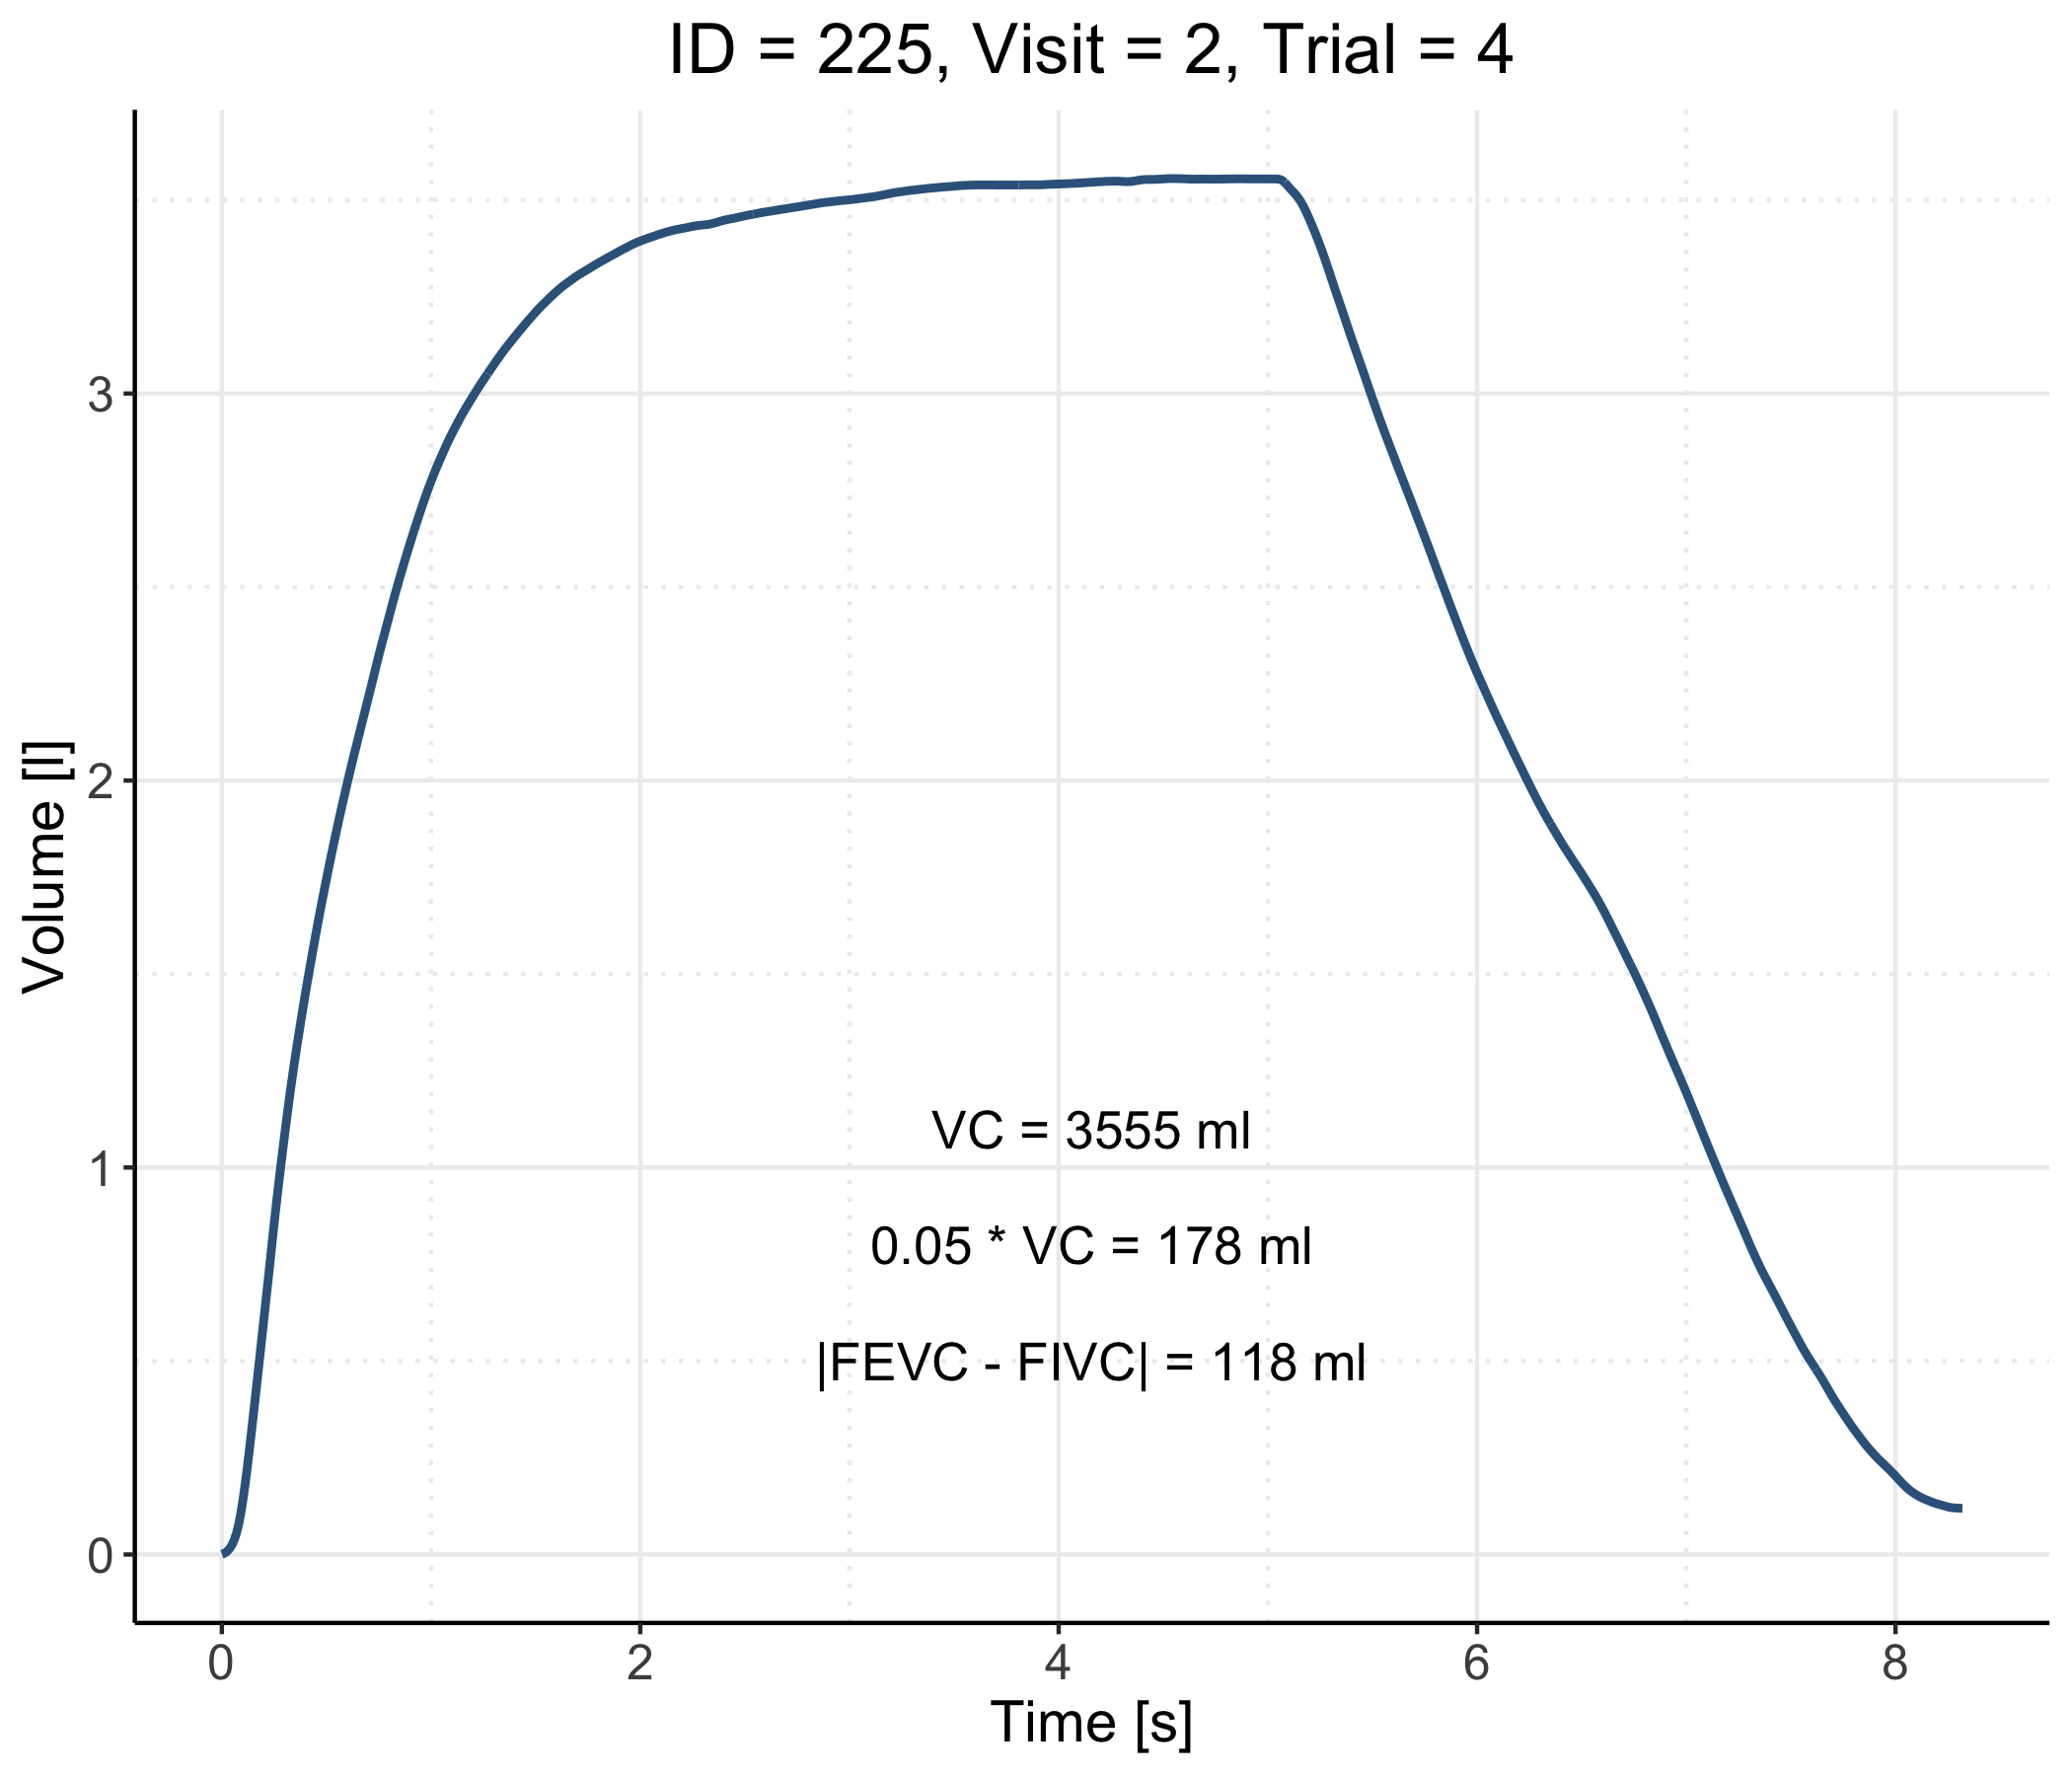 ID = 225, Visit = 2, Trial = 4
Volume [l]
3
2
1
0
VC = 3555 ml
0.05 * VC = 178 ml
|FEVC - FIVC| = 118 ml
0 2 4 6 8
Time [s]